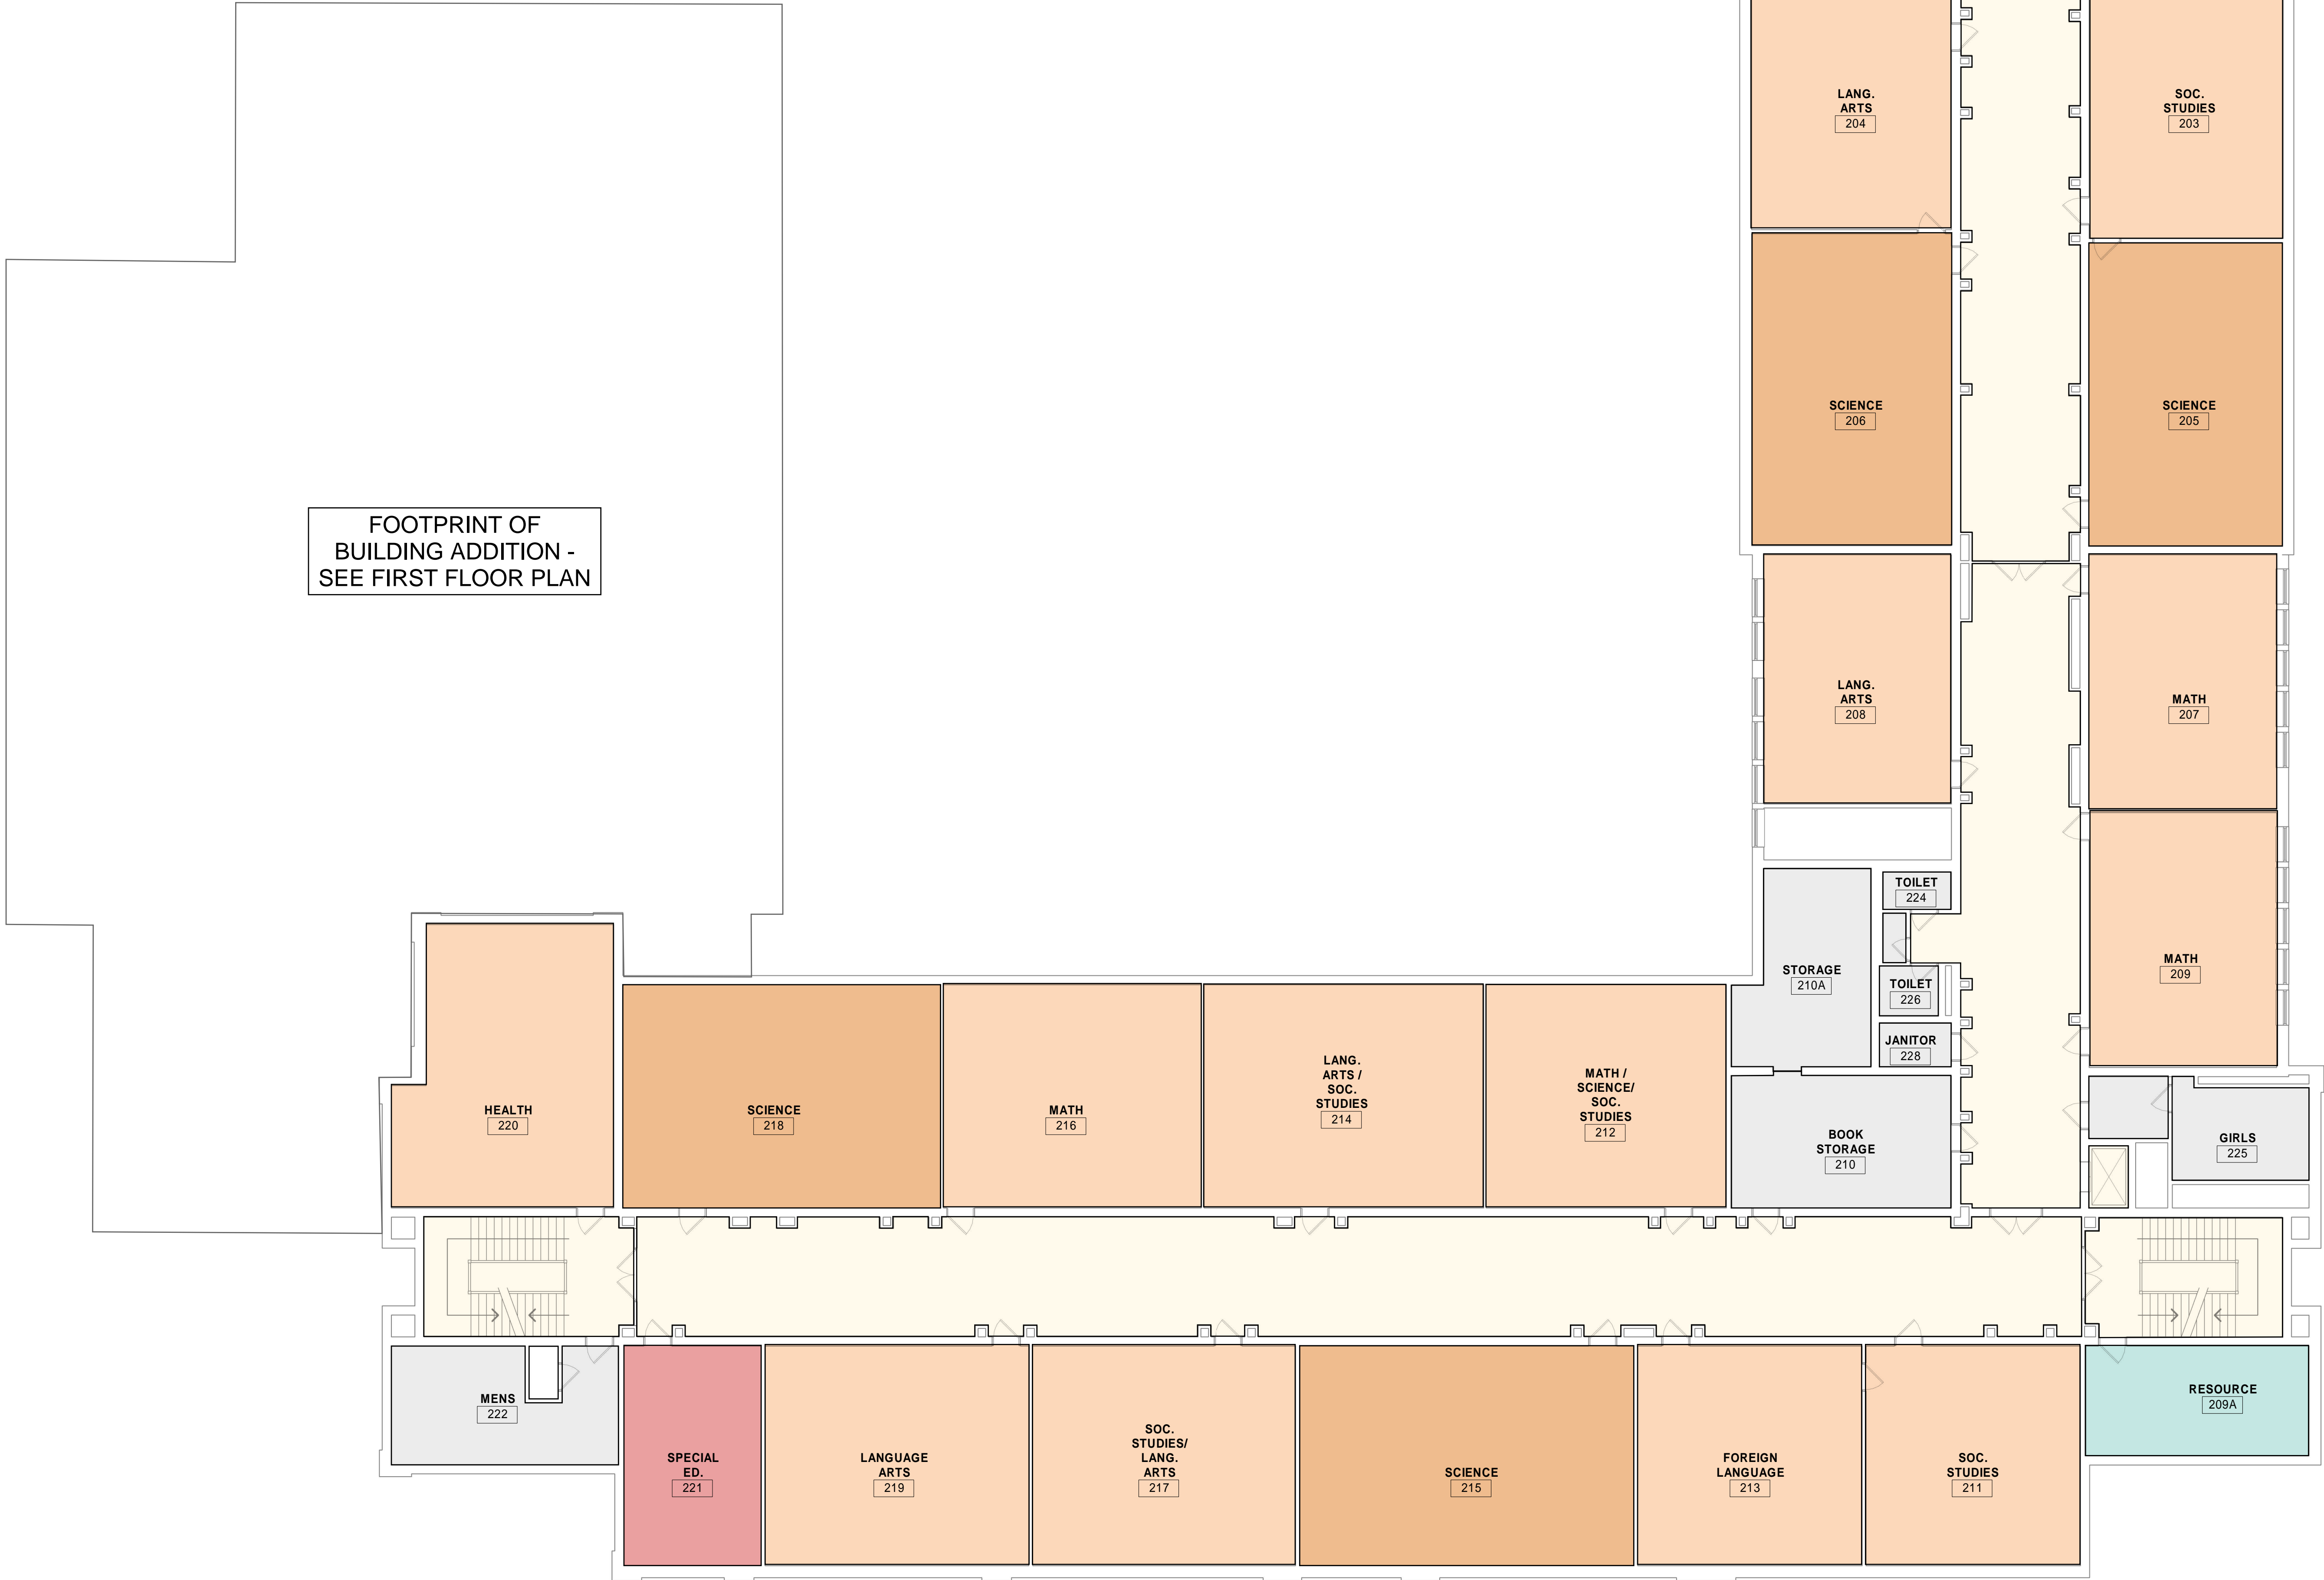 LANG.
ARTS
204
SOC.
STUDIES
203
SCIENCE
206
SCIENCE
205
FOOTPRINT OF
BUILDING ADDITION -
SEE FIRST FLOOR PLAN
LANG.
ARTS
208
MATH
207
TOILET
224
STORAGE
210A
TOILET
226
JANITOR
228
MATH
209
HEALTH
220
SCIENCE
218
MATH
216
LANG.
ARTS /
SOC.
STUDIES
214
MATH /
SCIENCE/
SOC.
STUDIES
212
BOOK
STORAGE
210
GIRLS
225
MENS
222
SPECIAL
ED.
221
LANGUAGE
ARTS
219
SOC.
STUDIES/
LANG.
ARTS
217
SCIENCE
215
FOREIGN
LANGUAGE
213
SOC.
STUDIES
211
RESOURCE
209A